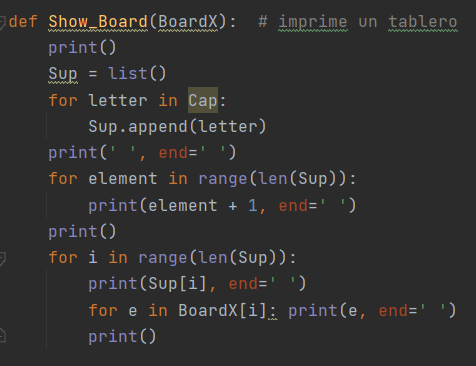 def Show_Board(BoardX):  # imprime un tablero
    print()
    Sup = list()
    for letter in Cap:
        Sup.append(letter)
    print(' ', end=' ')
    for element in range(len(Sup)):
        print(element + 1, end=' ')
    print()
    for i in range(len(Sup)):
        print(Sup[i], end=' ')
        for e in BoardX[i]: print(e, end=' ')
        print()